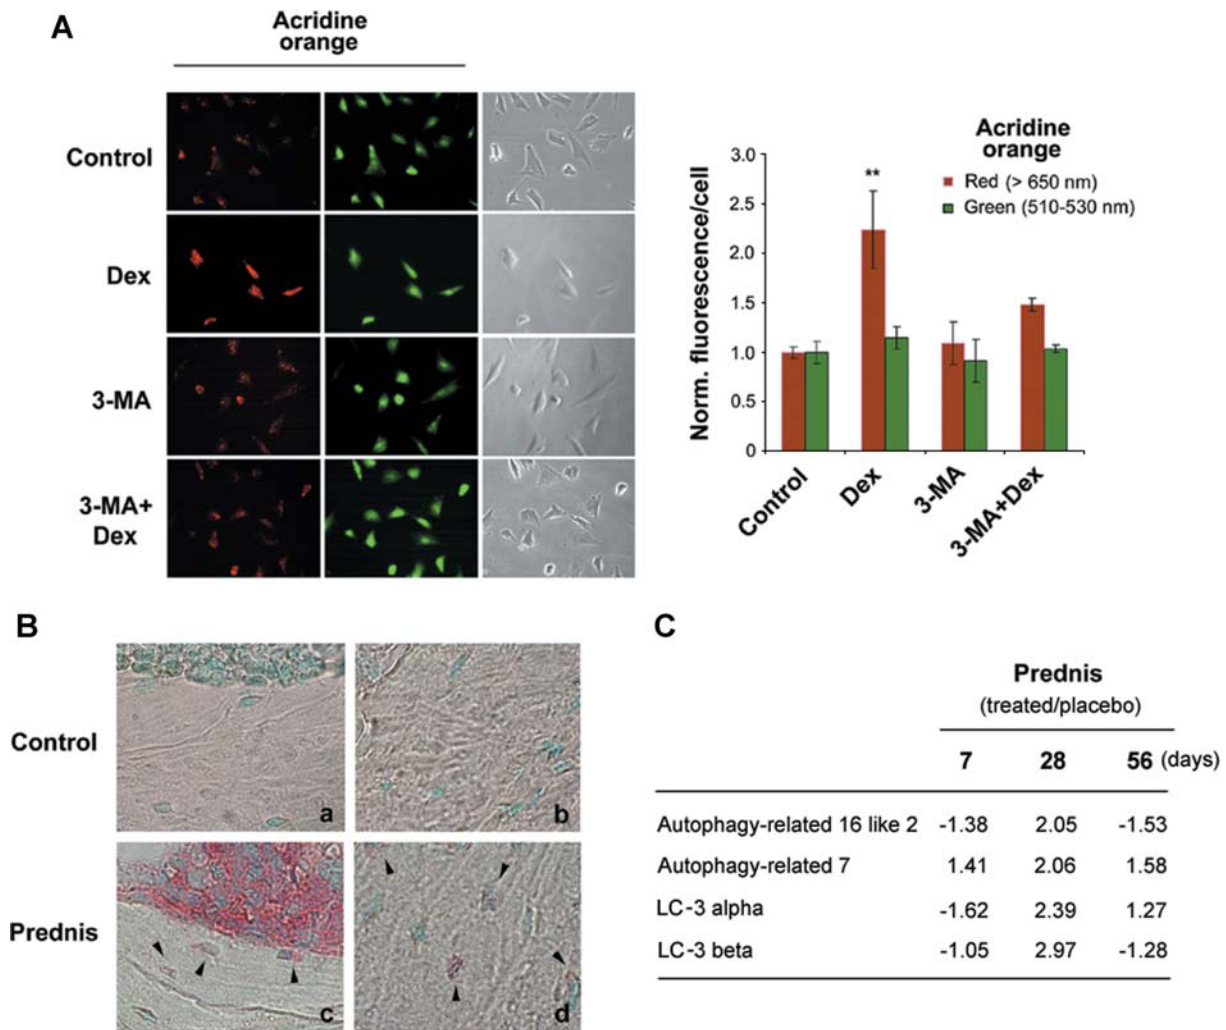 A
Acridine
orange
Control
Dex
3-MA
3-MA+
Dex
Norm. fluorescence/cell
3.0
2.5
2.0
1.5
1.0
0.5
0
**
Acridine
orange
Red (> 650 nm)
Green (510-530 nm)
Control
Dex
3-MA
3-MA+Dex
B
Control
a
b
Prednis
c
d
C
Prednis
(treated/placebo)
7 28 56 (days)
Autophagy-related 16 like 2 -1.38 2.05 -1.53
Autophagy-related 7 1.41 2.06 1.58
LC-3 alpha -1.62 2.39 1.27
LC-3 beta -1.05 2.97 -1.28